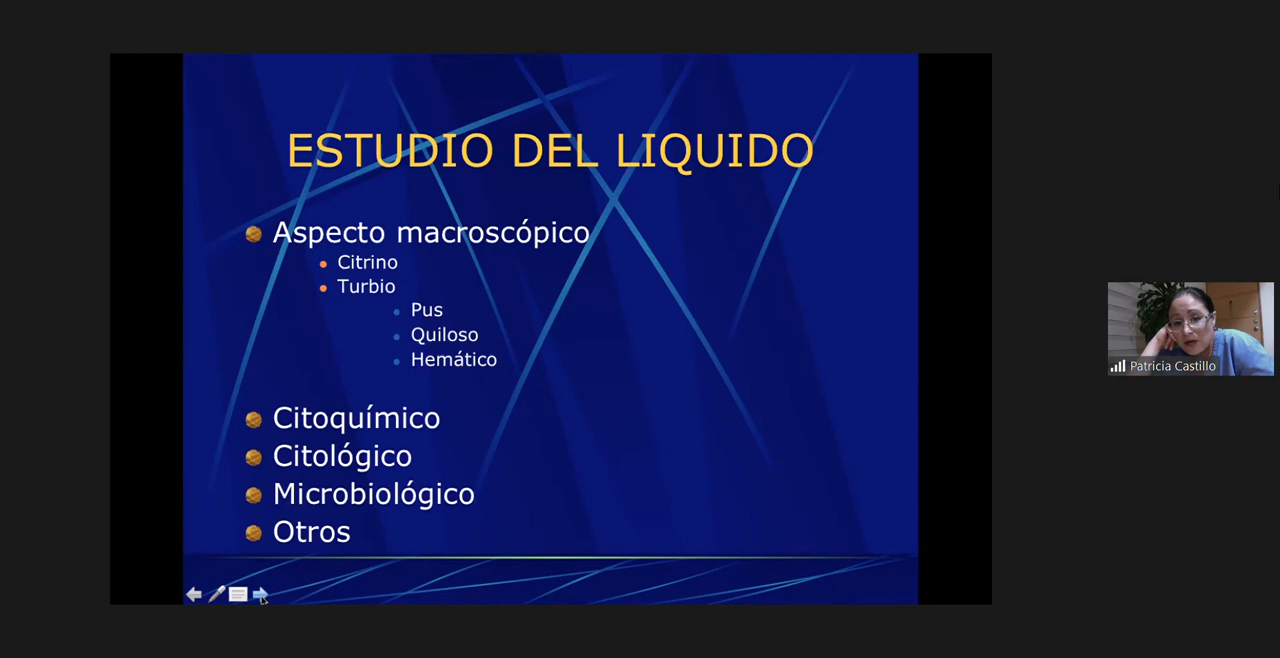 ESTUDIO DEL LIQUIDO
Aspecto macroscópico
Citrino
Turbio
Pus
Quiloso
Hemático
Citoquímico
Citológico
Microbiológico
Otros
Patricia Castillo